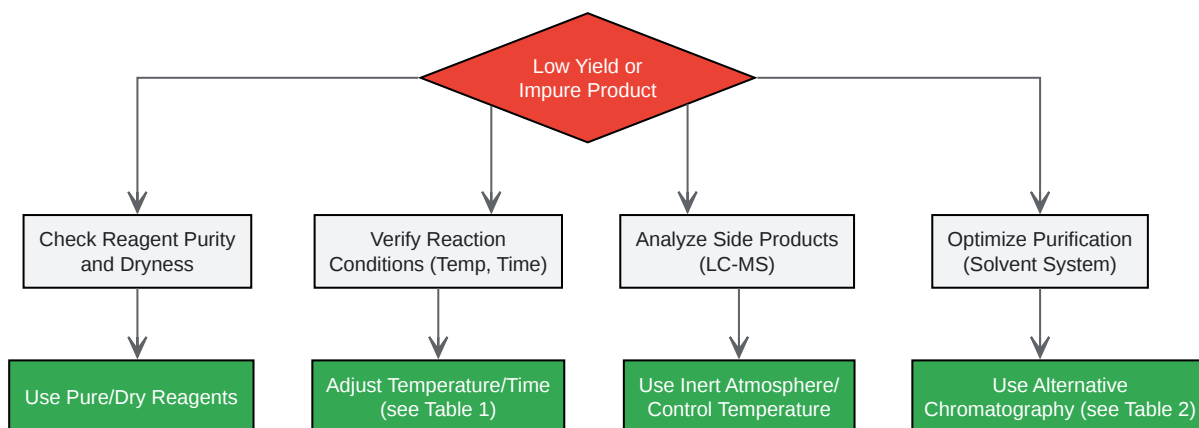 Low Yield or
Impure Product
Check Reagent Purity
and Dryness
Verify Reaction
Conditions (Temp, Time)
Analyze Side Products
(LC-MS)
Optimize Purification
(Solvent System)
Use Pure/Dry Reagents
Adjust Temperature/Time
(see Table 1)
Use Inert Atmosphere/
Control Temperature
Use Alternative
Chromatography (see Table 2)